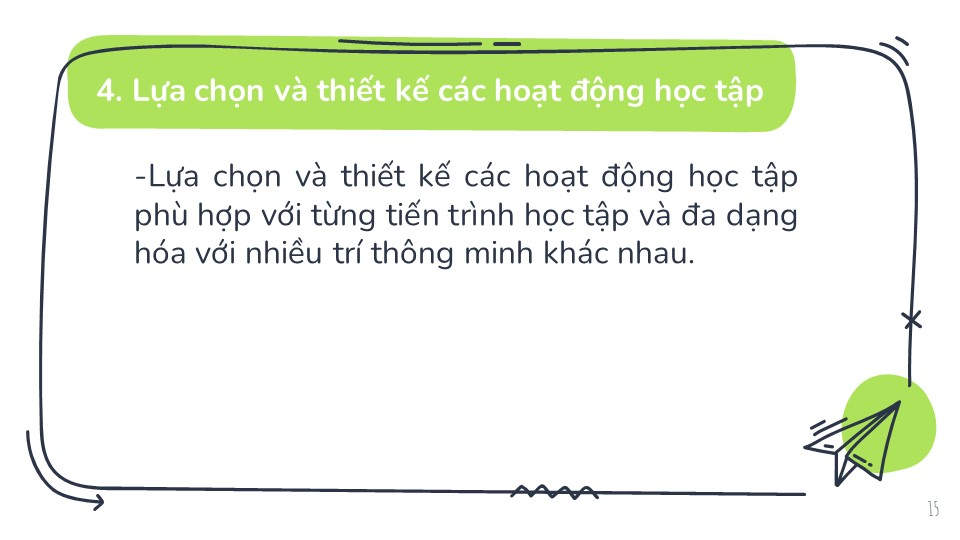 4. Lựa chọn và thiết kế các hoạt động học tập
-Lựa chọn và thiết kế các hoạt động học tập
phù hợp với từng tiến trình học tập và đa dạng
hóa với nhiều trí thông minh khác nhau.
15